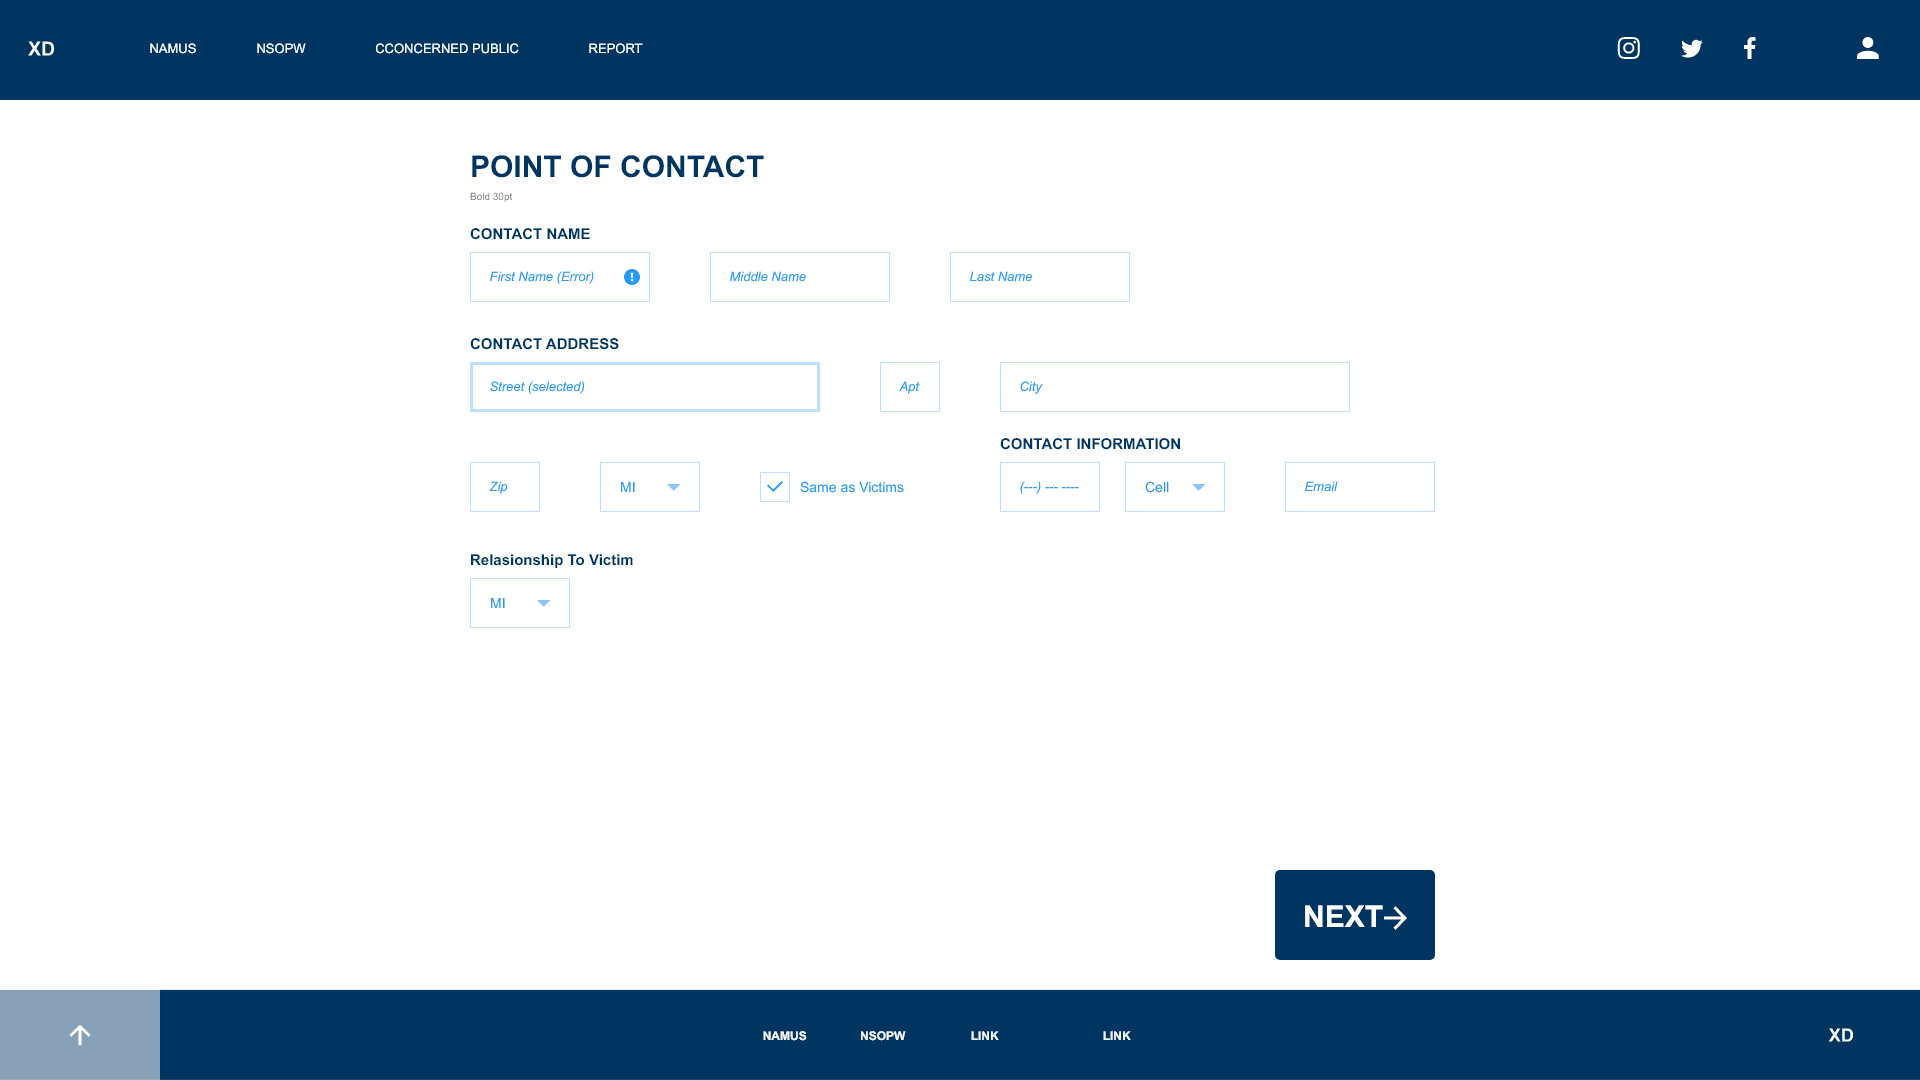 XD NAMUS NSOPW CCONCERNED PUBLIC REPORT
POINT OF CONTACT
Bold 30pt
CONTACT NAME
First Name (Error) Middle Name Last Name
CONTACT ADDRESS
Street (selected) Apt City
CONTACT INFORMATION
Zip MI Same as Victims (---) --- ---- Cell Email
Relasionship To Victim
MI
NEXT
NAMUS NSOPW LINK LINK XD